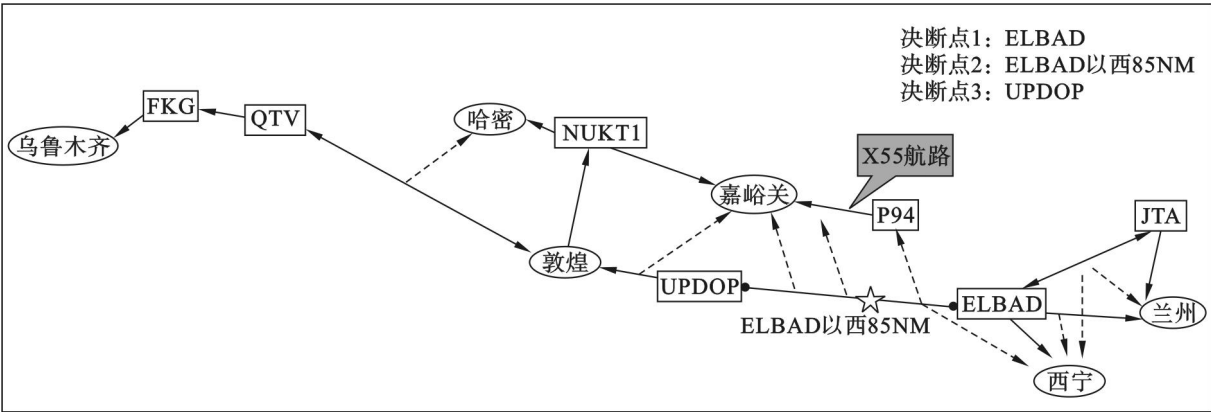 决断点1：ELBAD
决断点2：ELBAD以西85NM
决断点3：UPDOP
FKG
QTV
乌鲁木齐
哈密
NUKT1
X55航路
嘉峪关
P94
JTA
敦煌
UPDOP
ELBAD
兰州
ELBAD以西85NM
西宁